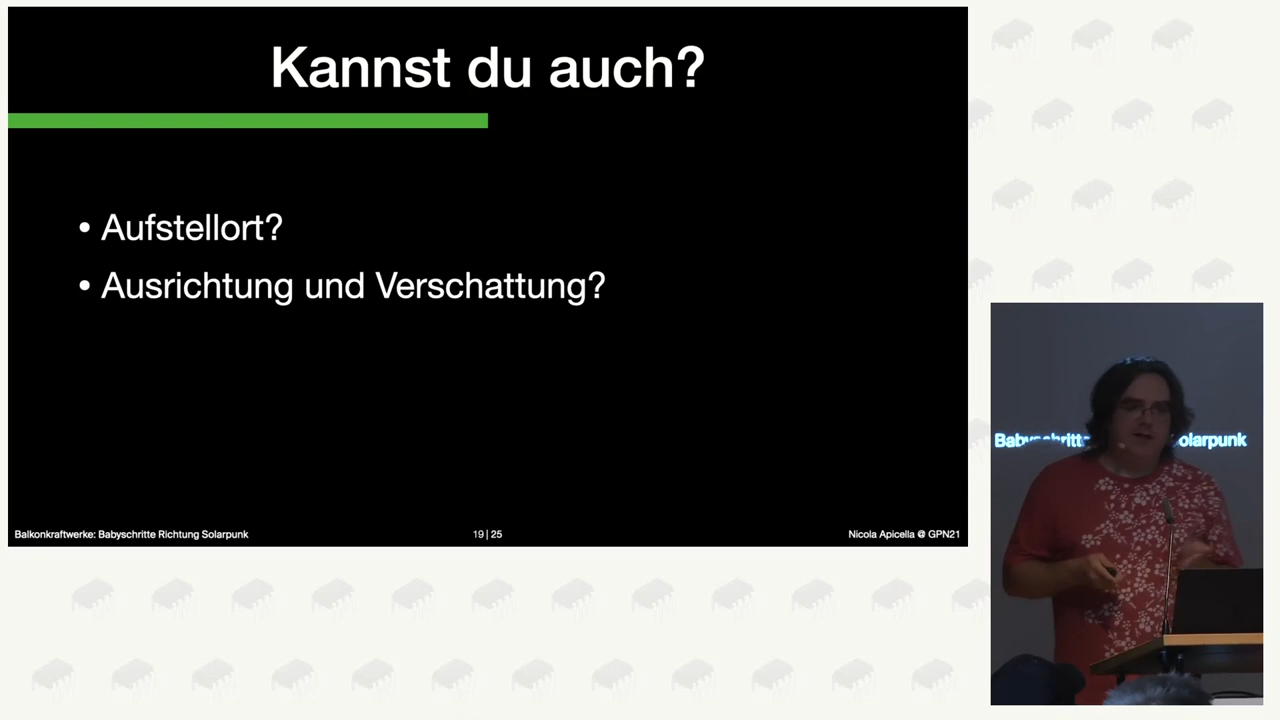 Kannst du auch?
• Aufstellort?
• Ausrichtung und Verschattung?
Balkonkraftwerke: Babyschritte Richtung Solarpunk
19 | 25
Nicola Apicella @ GPN21
Babyschritte olarpunk